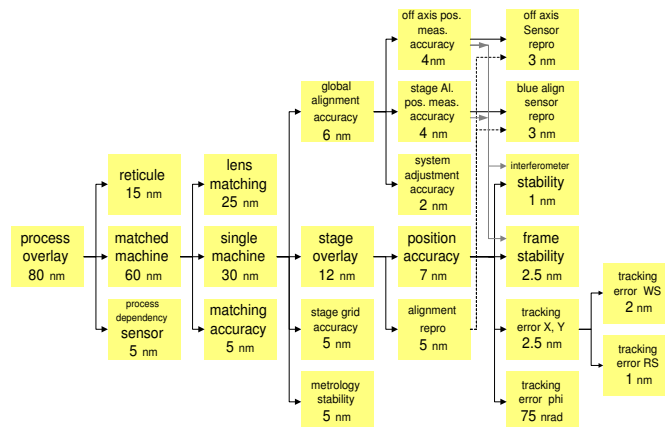 process
overlay
80 nm
reticule
15 nm
matched
machine
60 nm
process
dependency
sensor
5 nm
lens
matching
25 nm
single
machine
30 nm
matching
accuracy
5 nm
global
alignment
accuracy
6 nm
stage
overlay
12 nm
stage grid
accuracy
5 nm
metrology
stability
5 nm
off axis pos.
meas.
accuracy
4 nm
stage Al.
pos. meas.
accuracy
4 nm
system
adjustment
accuracy
2 nm
position
accuracy
7 nm
alignment
repro
5 nm
off axis
Sensor
repro
3 nm
blue align
sensor
repro
3 nm
interferometer
stability
1 nm
frame
stability
2.5 nm
tracking
error X, Y
2.5 nm
tracking
error phi
75 nrad
tracking
error WS
2 nm
tracking
error RS
1 nm